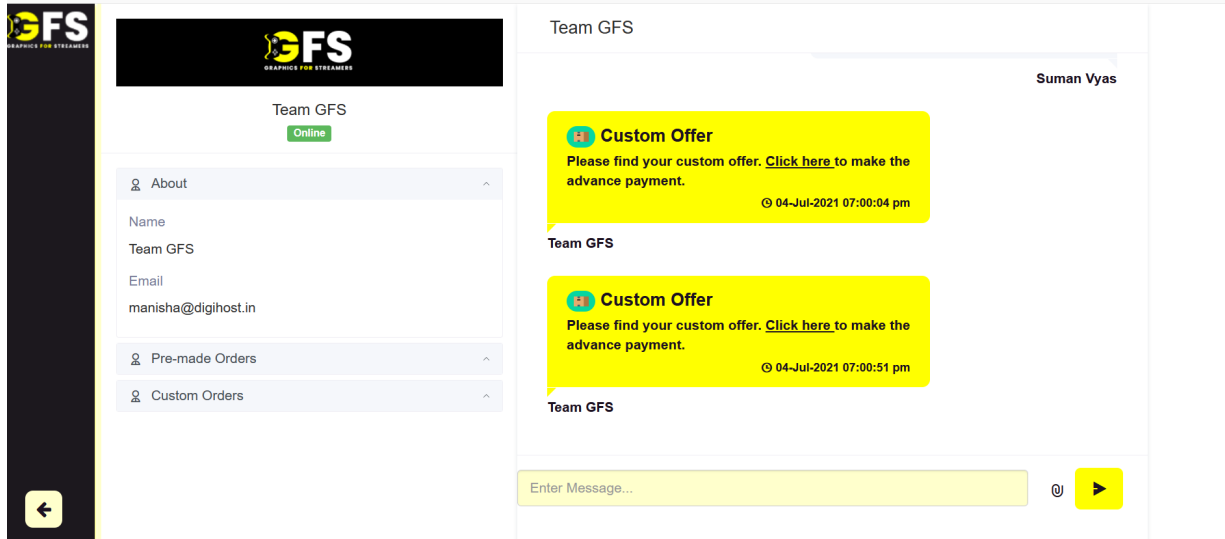 GFS
GRAPHICS FOR STREAMERS
GFS
GRAPHICS FOR STREAMERS
Team GFS
Online
About
Name
Team GFS
Email
manisha@digihost.in
Pre-made Orders
Custom Orders
Team GFS
Suman Vyas
Custom Offer
Please find your custom offer. Click here to make the
advance payment.
04-Jul-2021 07:00:04 pm
Team GFS
Custom Offer
Please find your custom offer. Click here to make the
advance payment.
04-Jul-2021 07:00:51 pm
Team GFS
Enter Message...